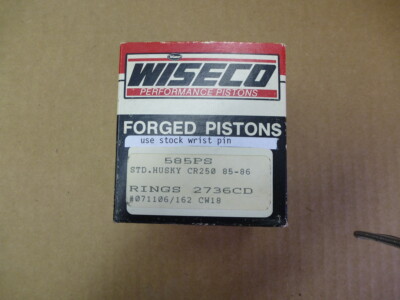 WISECO
PERFORMANCE PISTONS
FORGED PISTONS
use stock wrist pin
585PS
STD.HUSKY CR250 85-86
RINGS 2736CD
#071106/162 CW18